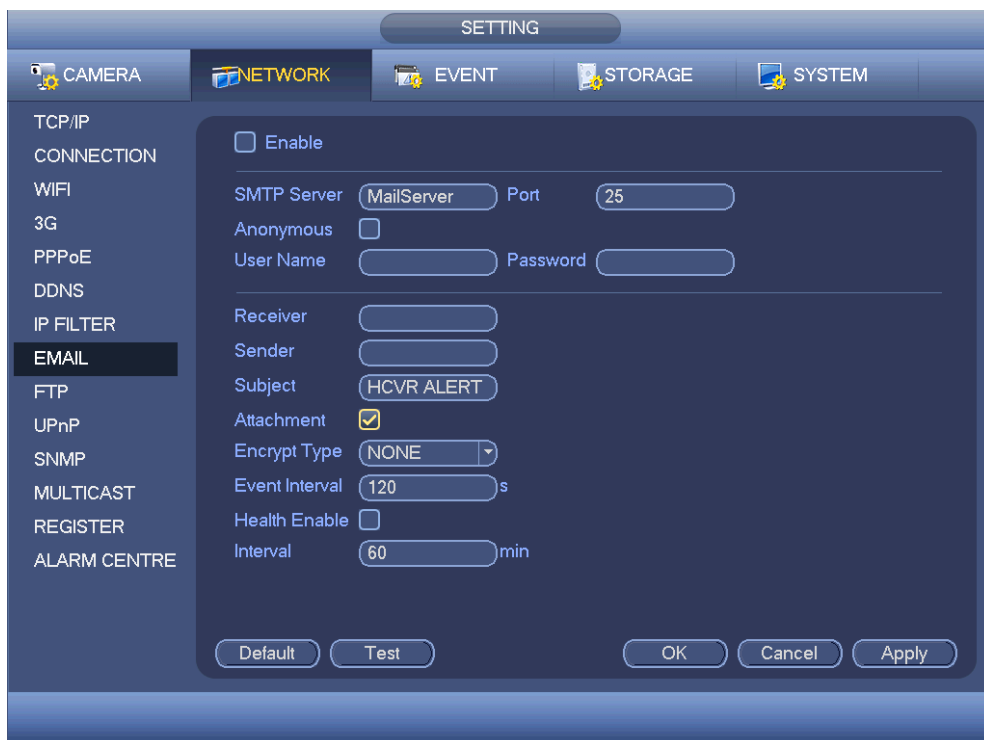 SETTING
CAMERA NETWORK EVENT STORAGE SYSTEM
TCP/IP
CONNECTION
WIFI
3G
PPPoE
DDNS
IP FILTER
EMAIL
FTP
UPnP
SNMP
MULTICAST
REGISTER
ALARM CENTRE
Enable
SMTP Server MailServer Port 25
Anonymous
User Name Password
Receiver
Sender
Subject HCVR ALERT
Attachment
Encrypt Type NONE
Event Interval 120 s
Health Enable
Interval 60 min
Default Test OK Cancel Apply